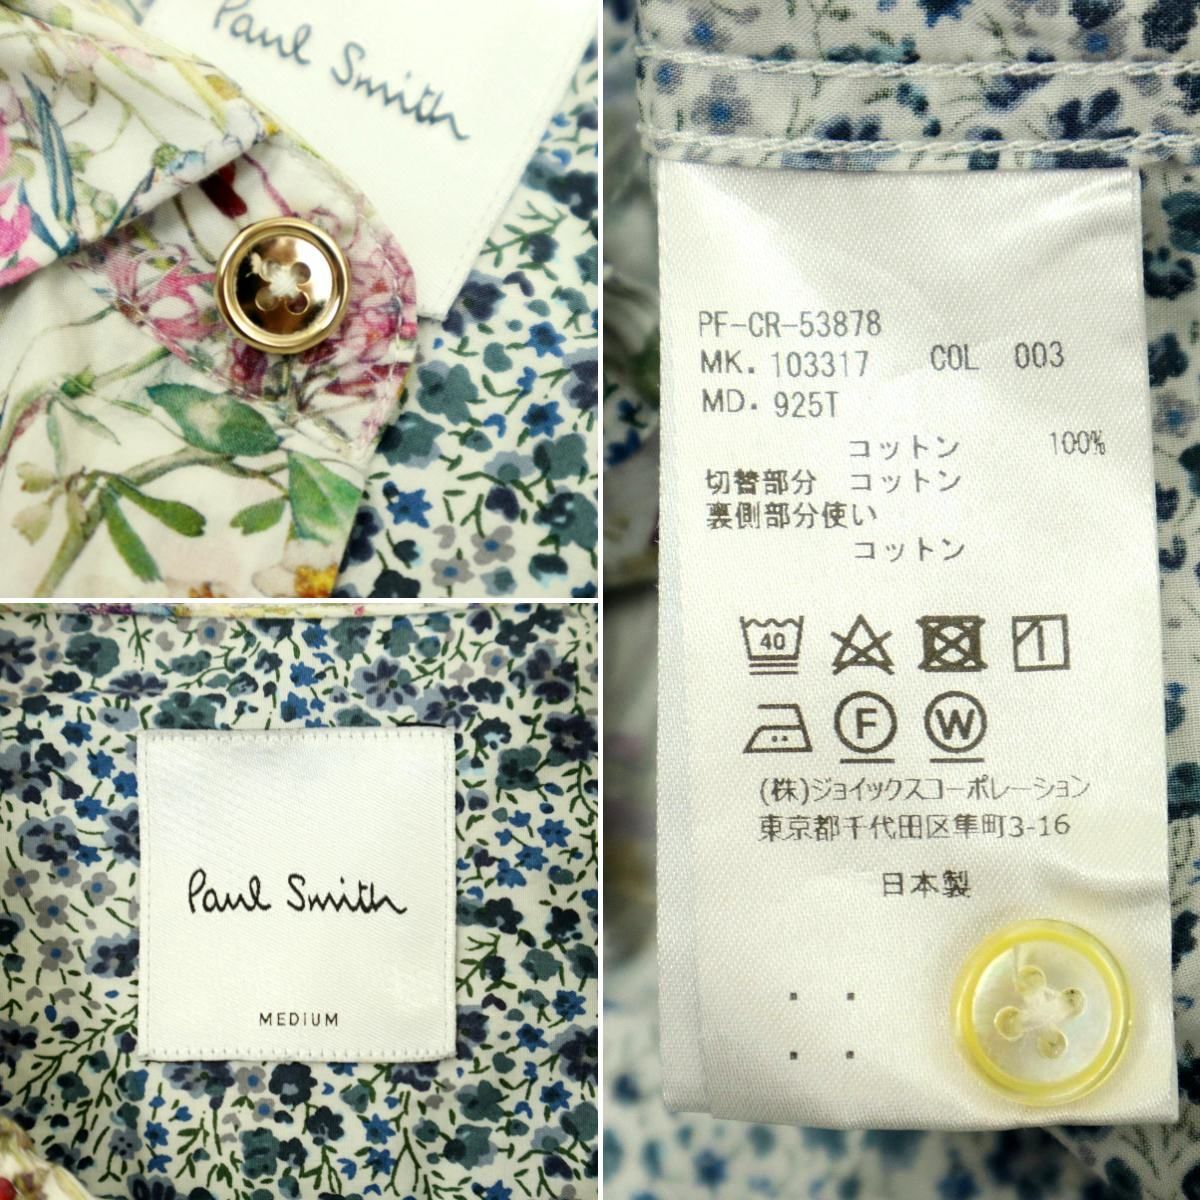 Paul Smith
Paul Smith
MEDIUM
PF-CR-53878
MK. 103317 COL 003
MD. 925T
コットン 100%
切替部分 コットン
裏側部分使い
コットン
40
F W
(株)ジョイックスコーポレーション
東京都千代田区隼町3-16
日本製